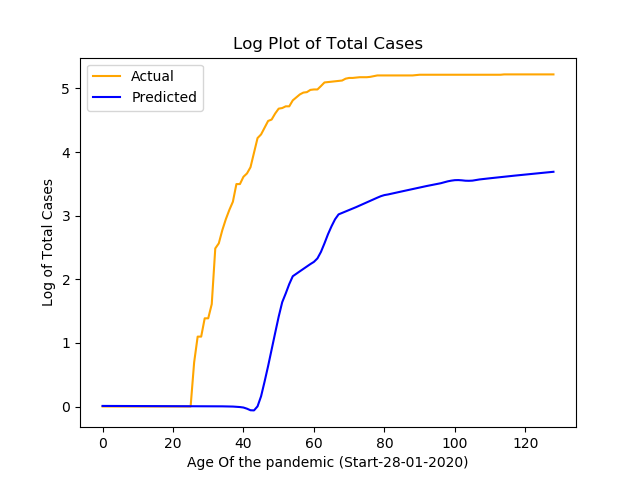 Log Plot of Total Cases
Actual
Predicted
5
4
3
2
1
0
Log of Total Cases
0 20 40 60 80 100 120
Age Of the pandemic (Start-28-01-2020)